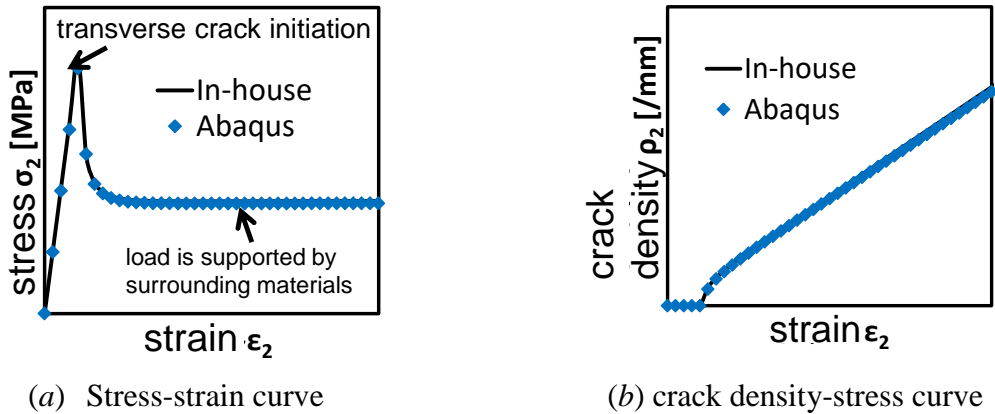 transverse crack initiation
In-house
Abaqus
stress σ₂ [MPa]
load is supported by
surrounding materials
strain ε₂
(a) Stress-strain curve
In-house
Abaqus
crack
density ρ₂ [/mm]
strain ε₂
(b) crack density-stress curve